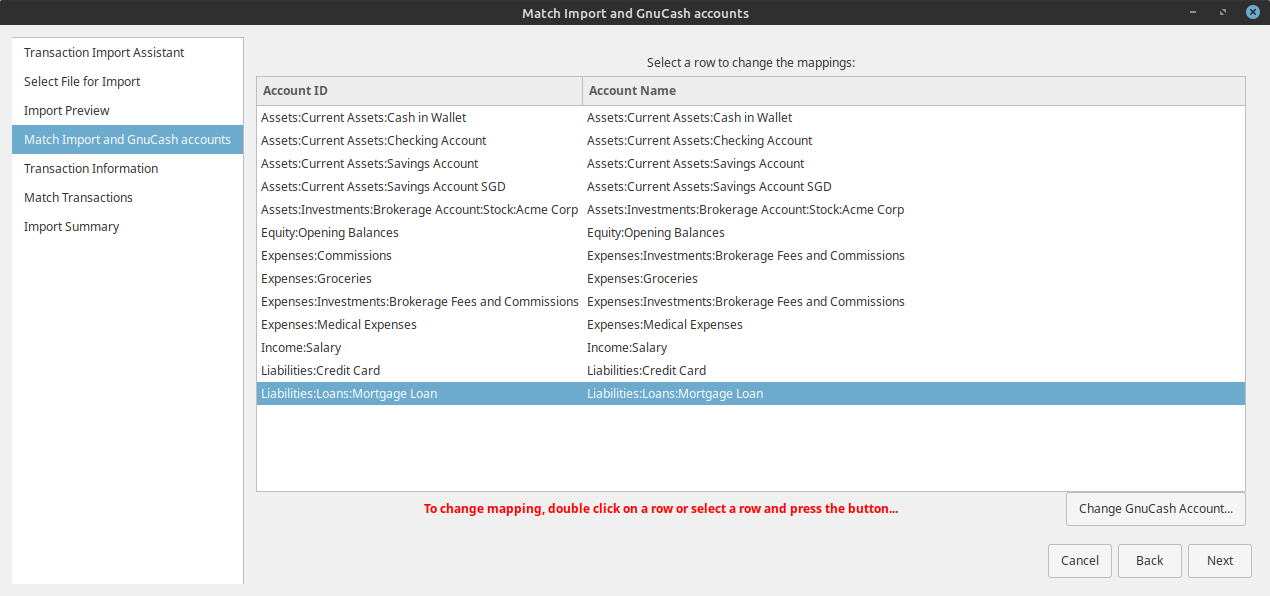 Match Import and GnuCash accounts
Transaction Import Assistant
Select File for Import
Import Preview
Match Import and GnuCash accounts
Transaction Information
Match Transactions
Import Summary
Select a row to change the mappings:
Account ID Account Name
Assets:Current Assets:Cash in Wallet Assets:Current Assets:Cash in Wallet
Assets:Current Assets:Checking Account Assets:Current Assets:Checking Account
Assets:Current Assets:Savings Account Assets:Current Assets:Savings Account
Assets:Current Assets:Savings Account SGD Assets:Current Assets:Savings Account SGD
Assets:Investments:Brokerage Account:Stock:Acme Corp Assets:Investments:Brokerage Account:Stock:Acme Corp
Equity:Opening Balances Equity:Opening Balances
Expenses:Commissions Expenses:Investments:Brokerage Fees and Commissions
Expenses:Groceries Expenses:Groceries
Expenses:Investments:Brokerage Fees and Commissions Expenses:Investments:Brokerage Fees and Commissions
Expenses:Medical Expenses Expenses:Medical Expenses
Income:Salary Income:Salary
Liabilities:Credit Card Liabilities:Credit Card
Liabilities:Loans:Mortgage Loan Liabilities:Loans:Mortgage Loan
To change mapping, double click on a row or select a row and press the button...
Change GnuCash Account...
Cancel Back Next